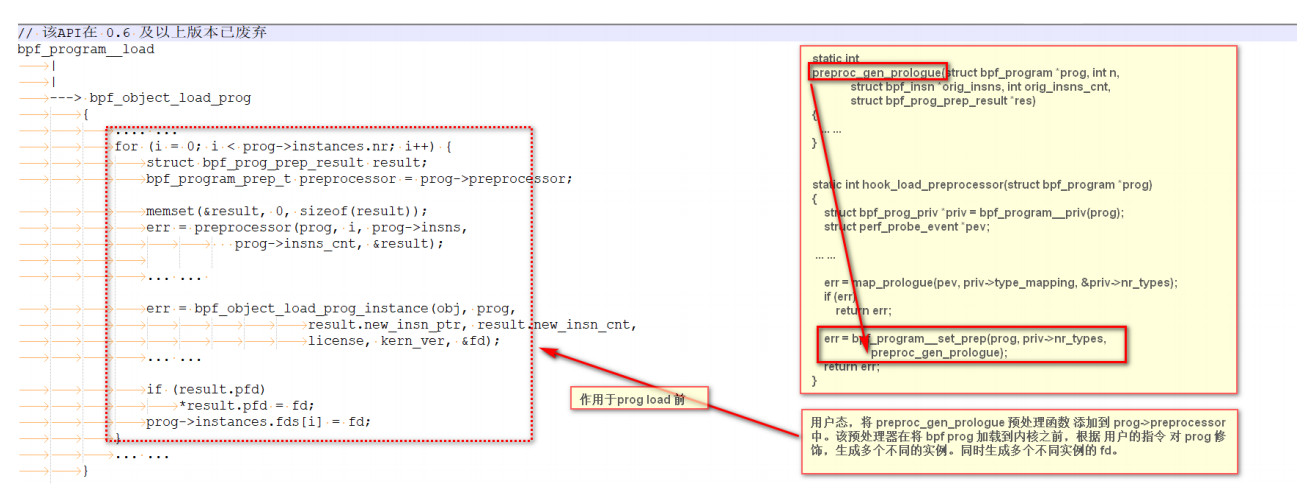 // 该API在 0.6 及以上版本已废弃
bpf_program__load
|
|
---> bpf_object_load_prog
{
... ...
for (i = 0; i < prog->instances.nr; i++) {
struct bpf_prog_prep_result result;
bpf_program_prep_t preprocessor = prog->preprocessor;
memset(&result, 0, sizeof(result));
err = preprocessor(prog, i, prog->insns,
prog->insns_cnt, &result);
... ...
err = bpf_object_load_prog_instance(obj, prog,
result.new_insn_ptr, result.new_insn_cnt,
license, kern_ver, &fd);
... ...
if (result.pfd)
*result.pfd = fd;
prog->instances.fds[i] = fd;
}
... ...
}
作用于prog load 前
static int
preproc_gen_prologue(struct bpf_program *prog, int n,
struct bpf_insn *orig_insns, int orig_insns_cnt,
struct bpf_prog_prep_result *res)
{
... ...
}
static int hook_load_preprocessor(struct bpf_program *prog)
{
struct bpf_prog_priv *priv = bpf_program__priv(prog);
struct perf_probe_event *pev;
... ...
err = map_prologue(pev, priv->type_mapping, &priv->nr_types);
if (err)
return err;
err = bpf_program__set_prep(prog, priv->nr_types,
preproc_gen_prologue);
return err;
}
用户态，将 preproc_gen_prologue 预处理函数 添加到 prog->preprocessor
中。该预处理器在将 bpf prog 加载到内核之前，根据 用户的指令 对 prog 修
饰，生成多个不同的实例。同时生成多个不同实例的 fd。